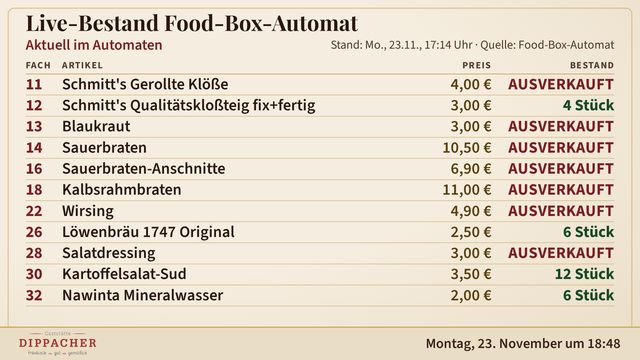 Live-Bestand Food-Box-Automat
Aktuell im Automaten Stand: Mo., 23.11., 17:14 Uhr · Quelle: Food-Box-Automat
FACH ARTIKEL PREIS BESTAND
11 Schmitt's Gerollte Klöße 4,00 € AUSVERKAUFT
12 Schmitt's Qualitätskloßteig fix+fertig 3,00 € 4 Stück
13 Blaukraut 3,00 € AUSVERKAUFT
14 Sauerbraten 10,50 € AUSVERKAUFT
16 Sauerbraten-Anschnitte 6,90 € AUSVERKAUFT
18 Kalbsrahmbraten 11,00 € AUSVERKAUFT
22 Wirsing 4,90 € AUSVERKAUFT
26 Löwenbräu 1747 Original 2,50 € 6 Stück
28 Salatdressing 3,00 € AUSVERKAUFT
30 Kartoffelsalat-Sud 3,50 € 12 Stück
32 Nawinta Mineralwasser 2,00 € 6 Stück
Gaststätte
DIPPACHER Montag, 23. November um 18:48
fränkisch gut gemütlich